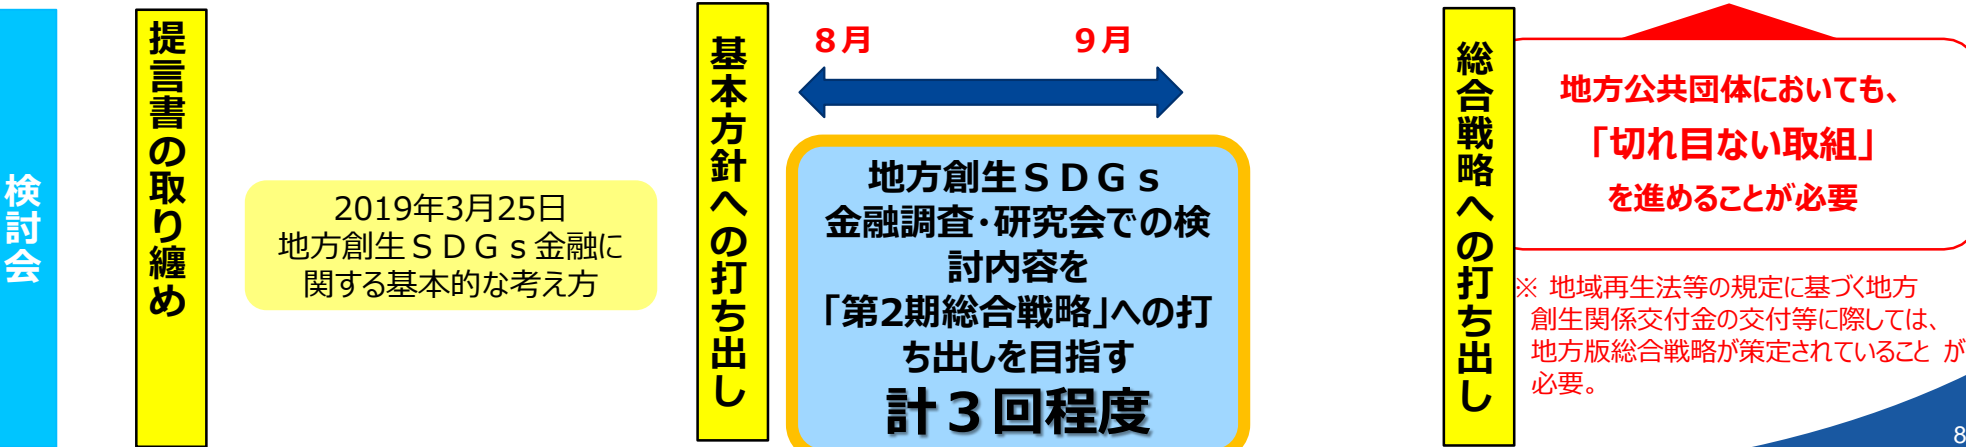 検討会
提言書の取り纏め
2019年3月25日
地方創生ＳＤＧｓ金融に
関する基本的な考え方
基本方針への打ち出し
８月
９月
地方創生ＳＤＧｓ
金融調査・研究会での検
討内容を
「第2期総合戦略」への打
ち出しを目指す
計３回程度
総合戦略への打ち出し
地方公共団体においても、
「切れ目ない取組」
を進めることが必要
※ 地域再生法等の規定に基づく地方
創生関係交付金の交付等に際しては、
地方版総合戦略が策定されていること が
必要。
8